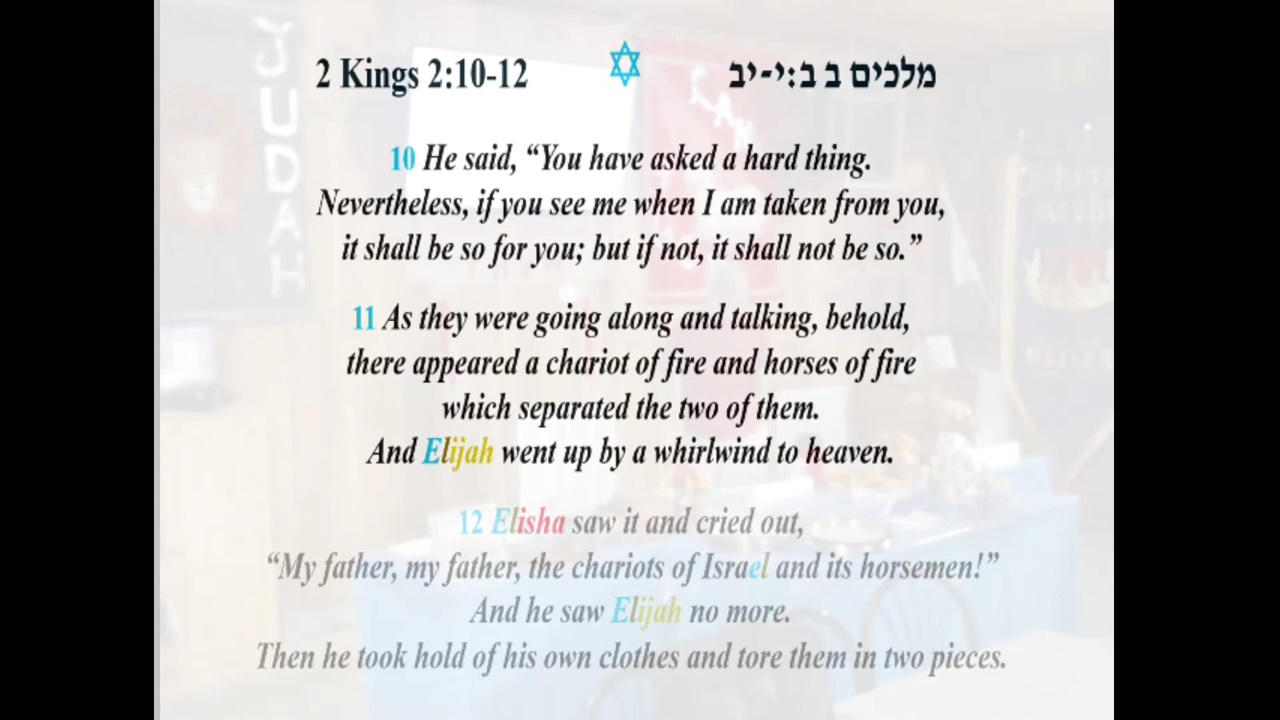 2 Kings 2:10-12 מלכים ב ב:י-יב
10 He said, “You have asked a hard thing.
Nevertheless, if you see me when I am taken from you,
it shall be so for you; but if not, it shall not be so.”
11 As they were going along and talking, behold,
there appeared a chariot of fire and horses of fire
which separated the two of them.
And Elijah went up by a whirlwind to heaven.
12 Elisha saw it and cried out,
“My father, my father, the chariots of Israel and its horsemen!”
And he saw Elijah no more.
Then he took hold of his own clothes and tore them in two pieces.
JUDAH